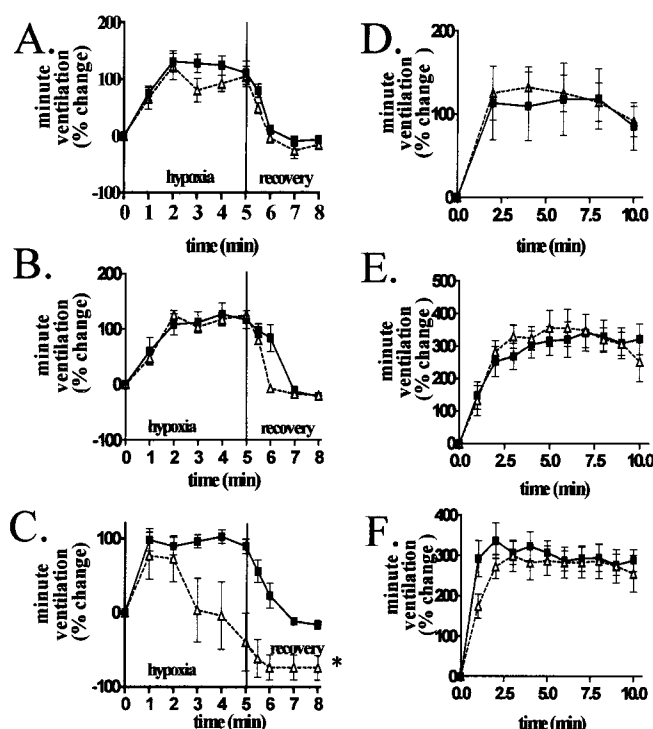 A.
minute
ventilation
(% change)
200
100
0
-100
hypoxia
recovery
0 1 2 3 4 5 6 7 8
time (min)
B.
minute
ventilation
(% change)
200
100
0
-100
hypoxia
recovery
0 1 2 3 4 5 6 7 8
time (min)
C.
minute
ventilation
(% change)
100
0
-100
hypoxia
recovery
*
0 1 2 3 4 5 6 7 8
time (min)
D.
minute
ventilation
(% change )
200
100
0
0.0 2.5 5.0 7.5 10.0
time (min)
E.
minute
ventilation
(% change )
500
400
300
200
100
0
0.0 2.5 5.0 7.5 10.0
time (min)
F.
minute
ventilation
(% change )
400
300
200
100
0
0.0 2.5 5.0 7.5 10.0
time (min)